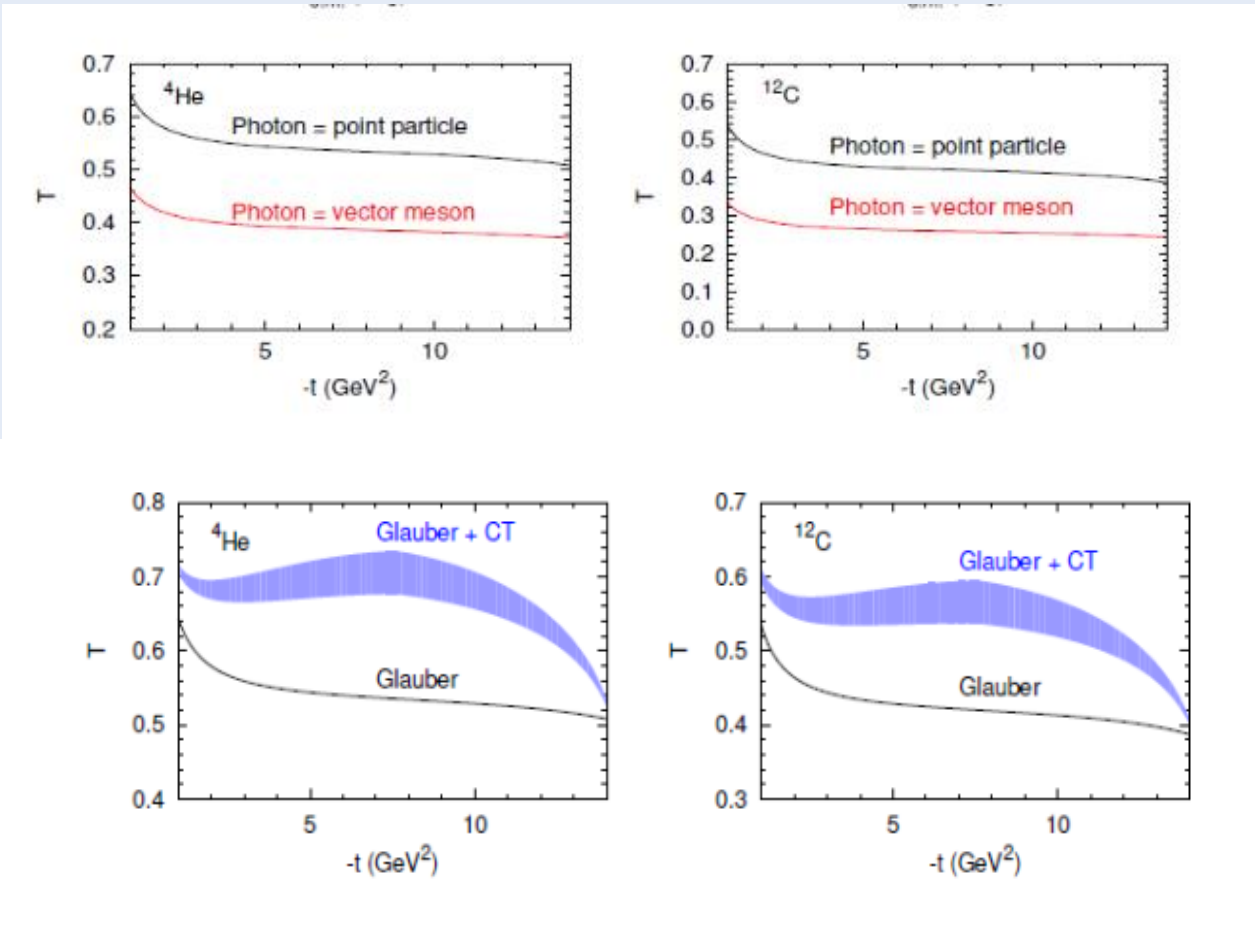 0.7
⁴He
0.6
Photon = point particle
0.5
T
0.4
Photon = vector meson
0.3
0.2
5 10
-t (GeV²)
0.7
¹²C
0.6
0.5
Photon = point particle
0.4
T
0.3
Photon = vector meson
0.2
0.1
0.0
5 10
-t (GeV²)
0.8
⁴He
Glauber + CT
0.7
T
0.6
Glauber
0.5
0.4
5 10
-t (GeV²)
0.7
¹²C
Glauber + CT
0.6
T
0.5
Glauber
0.4
0.3
5 10
-t (GeV²)